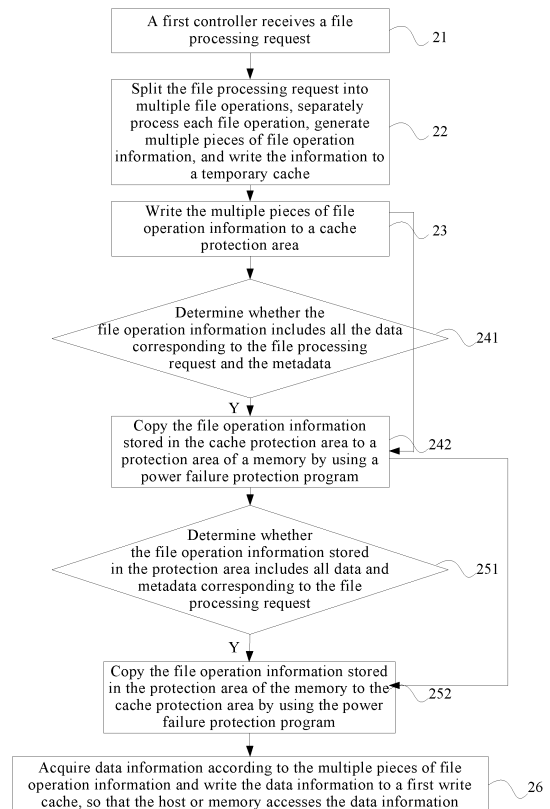 A first controller receives a file
processing request
21
Split the file processing request into
multiple file operations, separately
process each file operation, generate
multiple pieces of file operation
information, and write the information to
a temporary cache
22
Write the multiple pieces of file
operation information to a cache
protection area
23
Determine whether the
file operation information includes all the data
corresponding to the file processing
request and the metadata
241
Y
Copy the file operation information
stored in the cache protection area to a
protection area of a memory by using a
power failure protection program
242
Determine whether
the file operation information stored
in the protection area includes all data and
metadata corresponding to the file
processing request
251
Y
Copy the file operation information stored
in the protection area of the memory to the
cache protection area by using the power
failure protection program
252
Acquire data information according to the multiple pieces of file
operation information and write the data information to a first write
cache, so that the host or memory accesses the data information
26